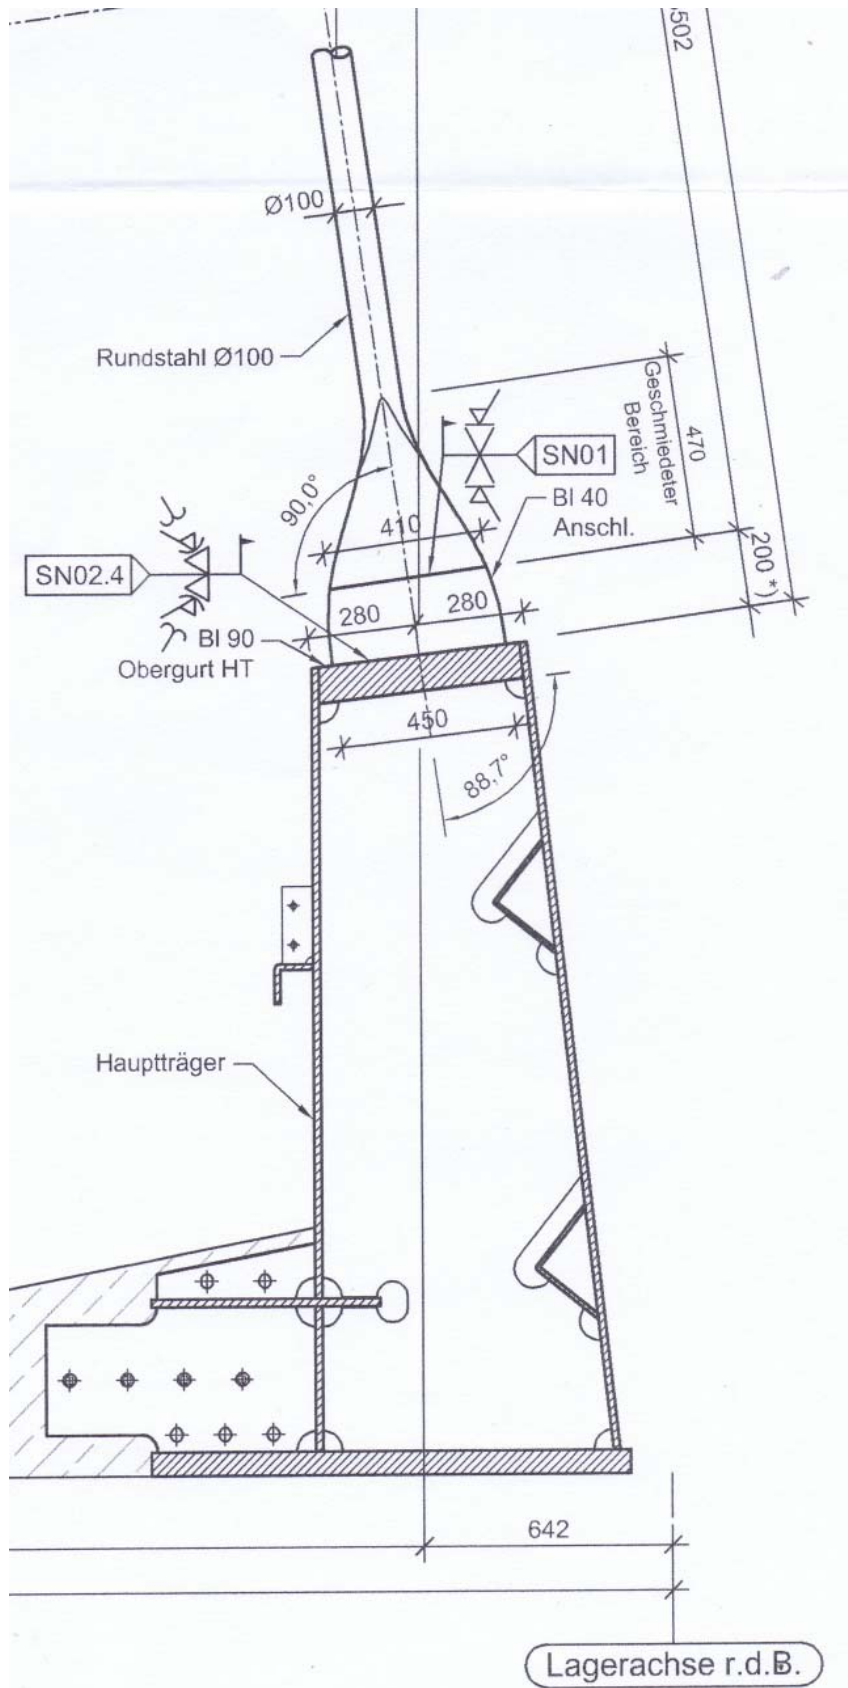 502
Ø100
Rundstahl Ø100
Geschmiedeter
Bereich
470
SN01
90,0°
Bl 40
Anschl.
410
200 *)
SN02.4
280
280
Bl 90
Obergurt HT
450
88,7°
Hauptträger
642
Lagerachse r.d.B.